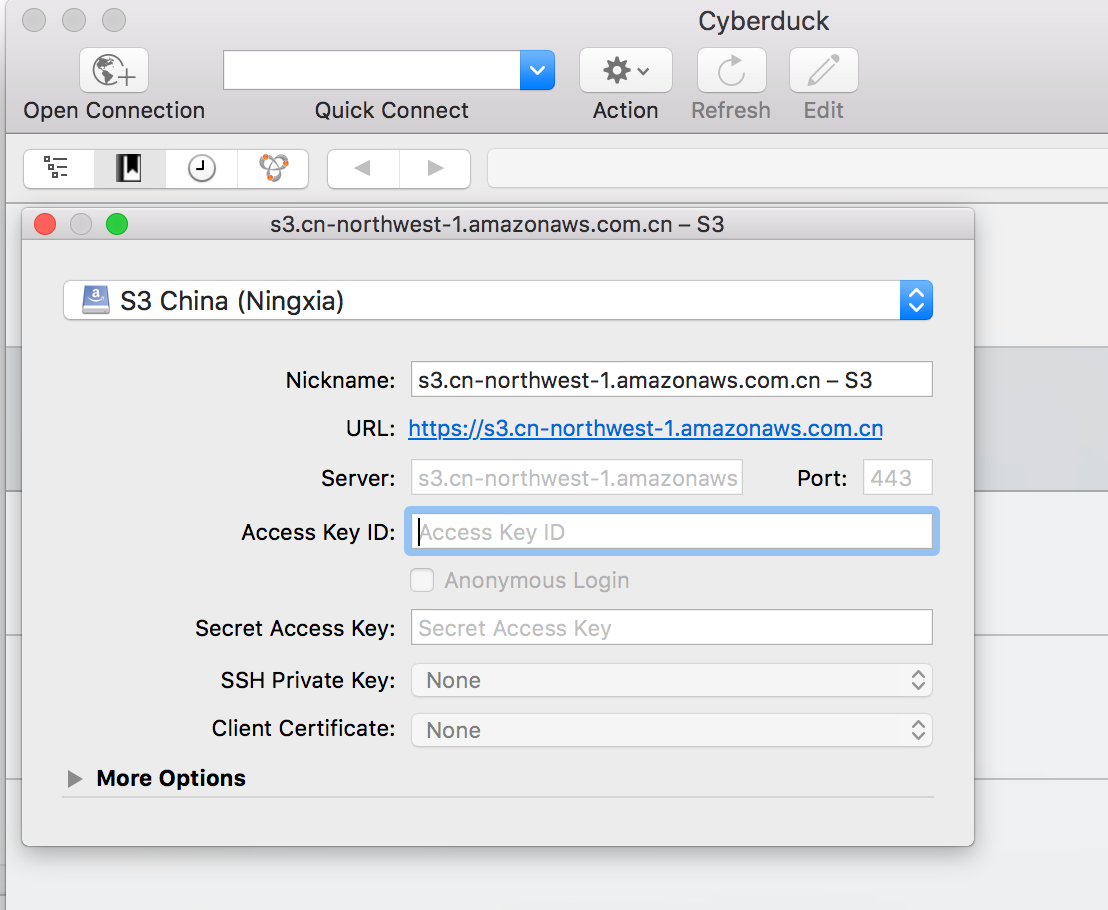 Cyberduck
Open Connection
Quick Connect
Action
Refresh
Edit
s3.cn-northwest-1.amazonaws.com.cn – S3
S3 China (Ningxia)
Nickname: s3.cn-northwest-1.amazonaws.com.cn – S3
URL: https://s3.cn-northwest-1.amazonaws.com.cn
Server: s3.cn-northwest-1.amazonaws Port: 443
Access Key ID: Access Key ID
Anonymous Login
Secret Access Key: Secret Access Key
SSH Private Key: None
Client Certificate: None
More Options